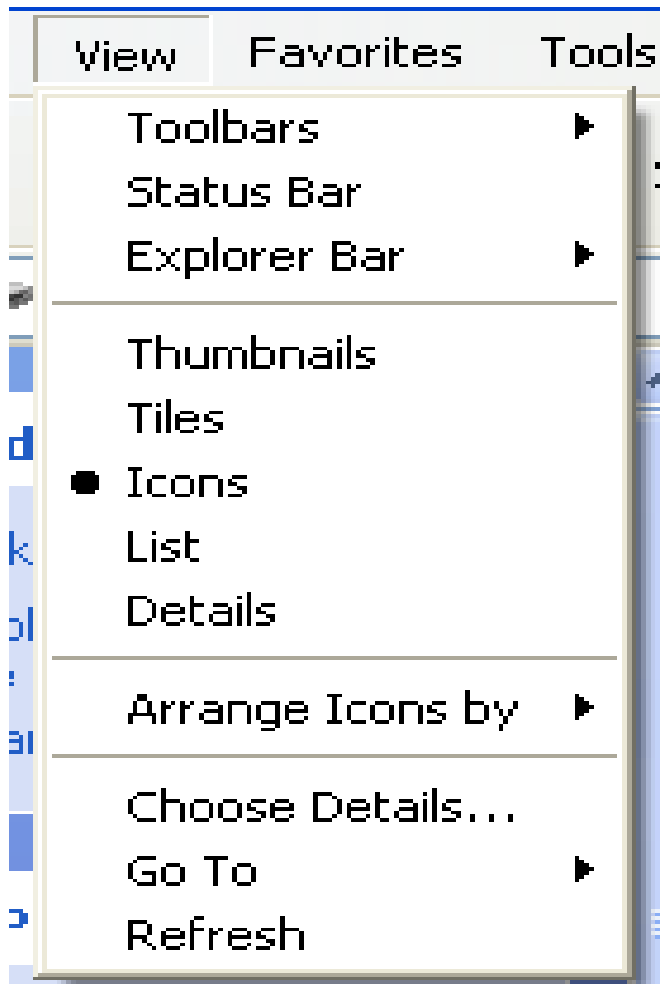 View Favorites Tools
Toolbars
Status Bar
Explorer Bar
Thumbnails
Tiles
Icons
List
Details
Arrange Icons by
Choose Details...
Go To
Refresh